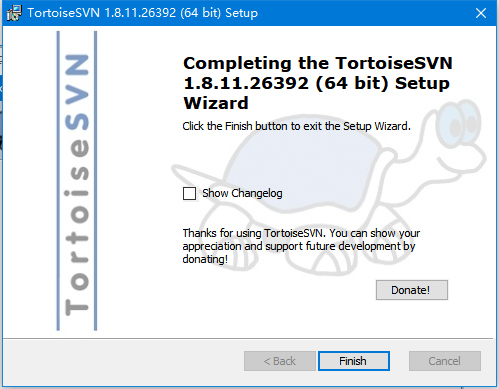 TortoiseSVN 1.8.11.26392 (64 bit) Setup
TortoiseSVN
Completing the TortoiseSVN
1.8.11.26392 (64 bit) Setup
Wizard
Click the Finish button to exit the Setup Wizard.
Show Changelog
Thanks for using TortoiseSVN. You can show your
appreciation and support future development by
donating!
Donate!
< Back
Finish
Cancel